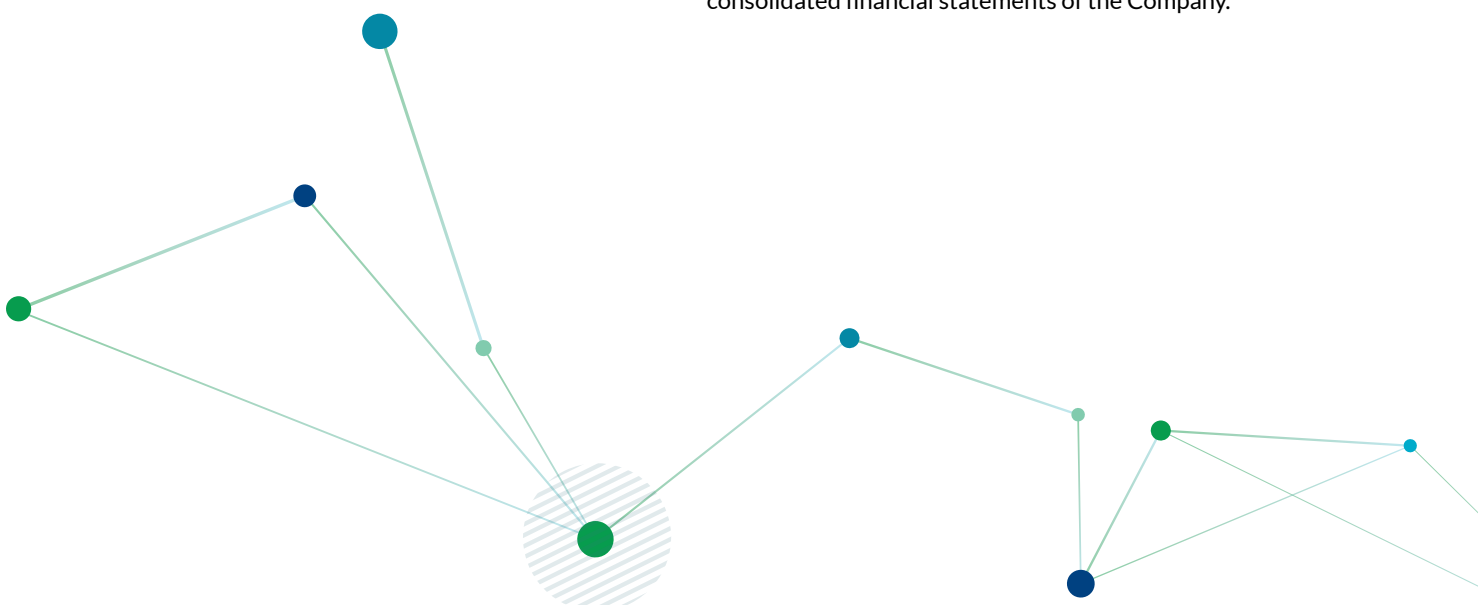 consolidated financial statements of the Company.